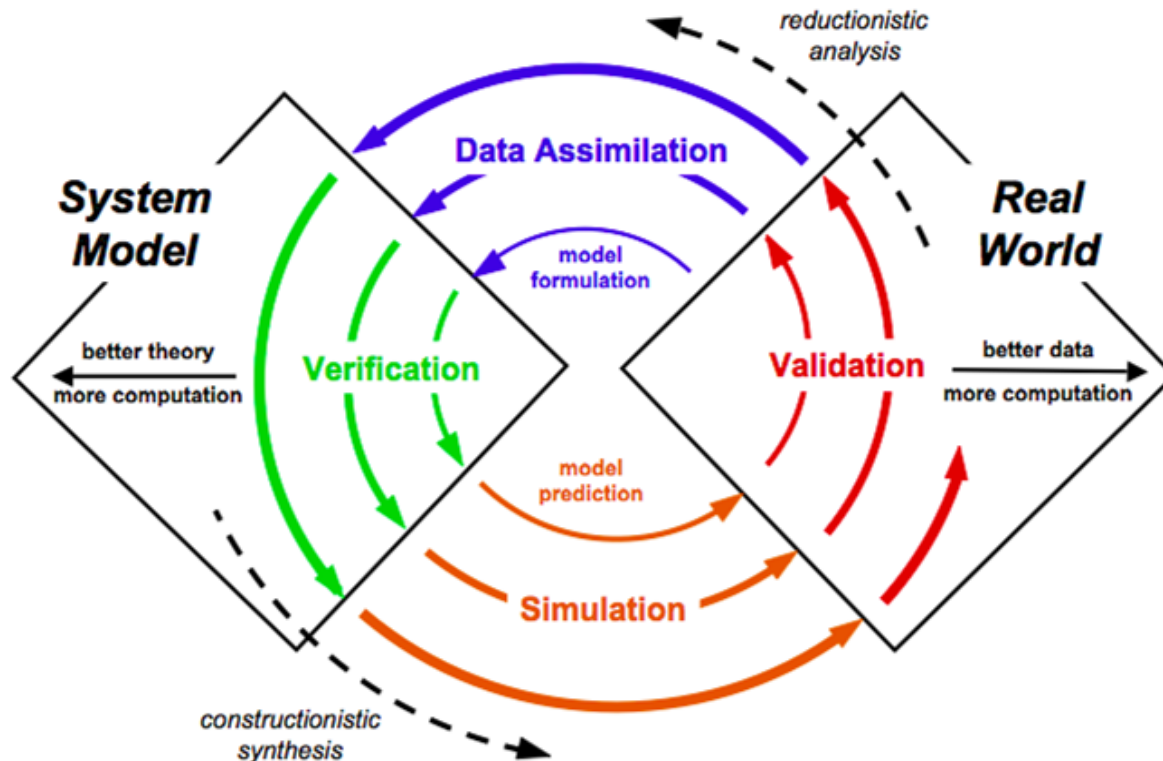 reductionistic
analysis
Data Assimilation
System
Model
Real
World
model
formulation
better theory
more computation
Verification
Validation
better data
more computation
model
prediction
Simulation
constructionistic
synthesis